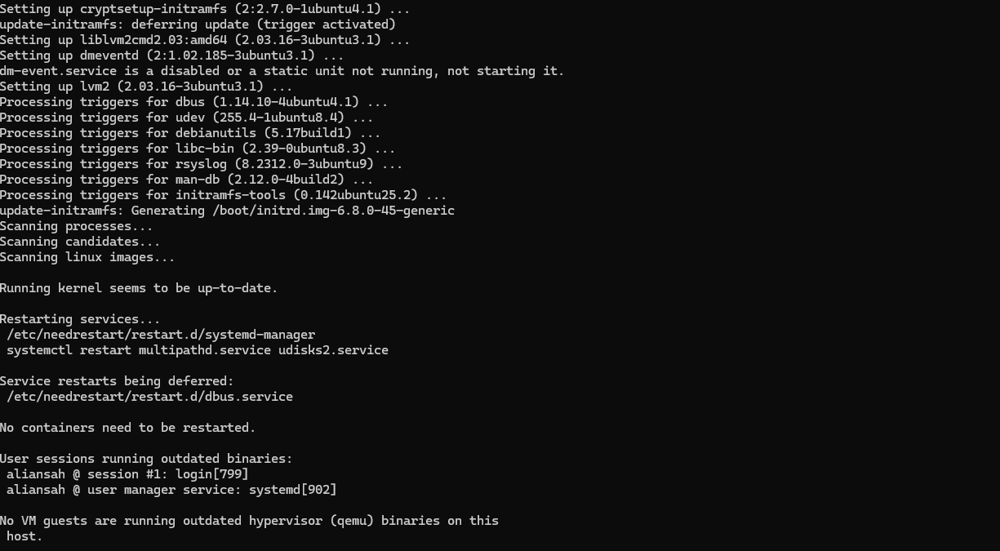 Setting up cryptsetup-initramfs (2:2.7.0-1ubuntu4.1) ...
update-initramfs: deferring update (trigger activated)
Setting up liblvm2cmd2.03:amd64 (2.03.16-3ubuntu3.1) ...
Setting up dmeventd (2:1.02.185-3ubuntu3.1) ...
dm-event.service is a disabled or a static unit not running, not starting it.
Setting up lvm2 (2.03.16-3ubuntu3.1) ...
Processing triggers for dbus (1.14.10-4ubuntu4.1) ...
Processing triggers for udev (255.4-1ubuntu8.4) ...
Processing triggers for debianutils (5.17build1) ...
Processing triggers for libc-bin (2.39-0ubuntu8.3) ...
Processing triggers for rsyslog (8.2312.0-3ubuntu9) ...
Processing triggers for man-db (2.12.0-4build2) ...
Processing triggers for initramfs-tools (0.142ubuntu25.2) ...
update-initramfs: Generating /boot/initrd.img-6.8.0-45-generic
Scanning processes...
Scanning candidates...
Scanning linux images...

Running kernel seems to be up-to-date.

Restarting services...
 /etc/needrestart/restart.d/systemd-manager
 systemctl restart multipathd.service udisks2.service

Service restarts being deferred:
 /etc/needrestart/restart.d/dbus.service

No containers need to be restarted.

User sessions running outdated binaries:
 aliansah @ session #1: login[799]
 aliansah @ user manager service: systemd[902]

No VM guests are running outdated hypervisor (qemu) binaries on this
 host.